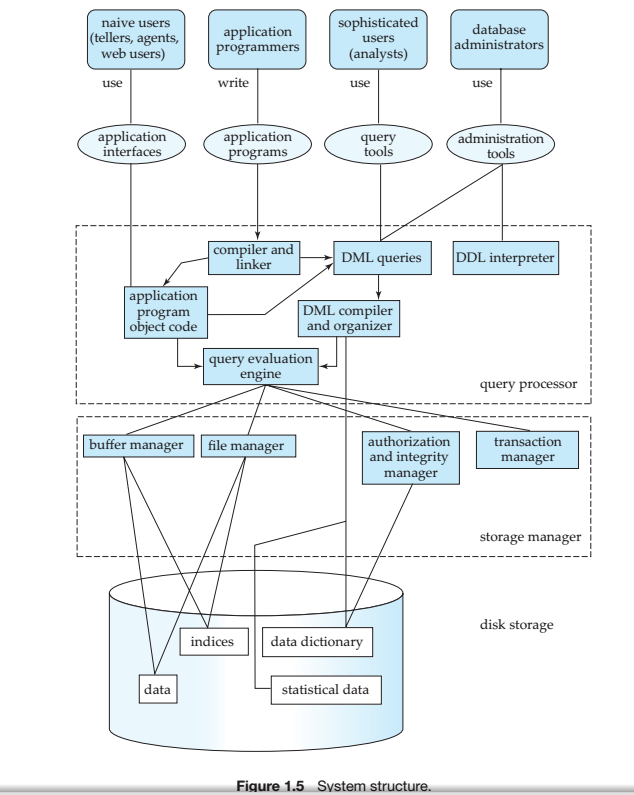 naive users
(tellers, agents,
web users)
application
programmers
sophisticated
users
(analysts)
database
administrators
use
write
use
use
application
interfaces
application
programs
query
tools
administration
tools
compiler and
linker
DML queries
DDL interpreter
application
program
object code
DML compiler
and organizer
query evaluation
engine
query processor
buffer manager
file manager
authorization
and integrity
manager
transaction
manager
storage manager
disk storage
indices
data dictionary
data
statistical data
Figure 1.5 System structure.